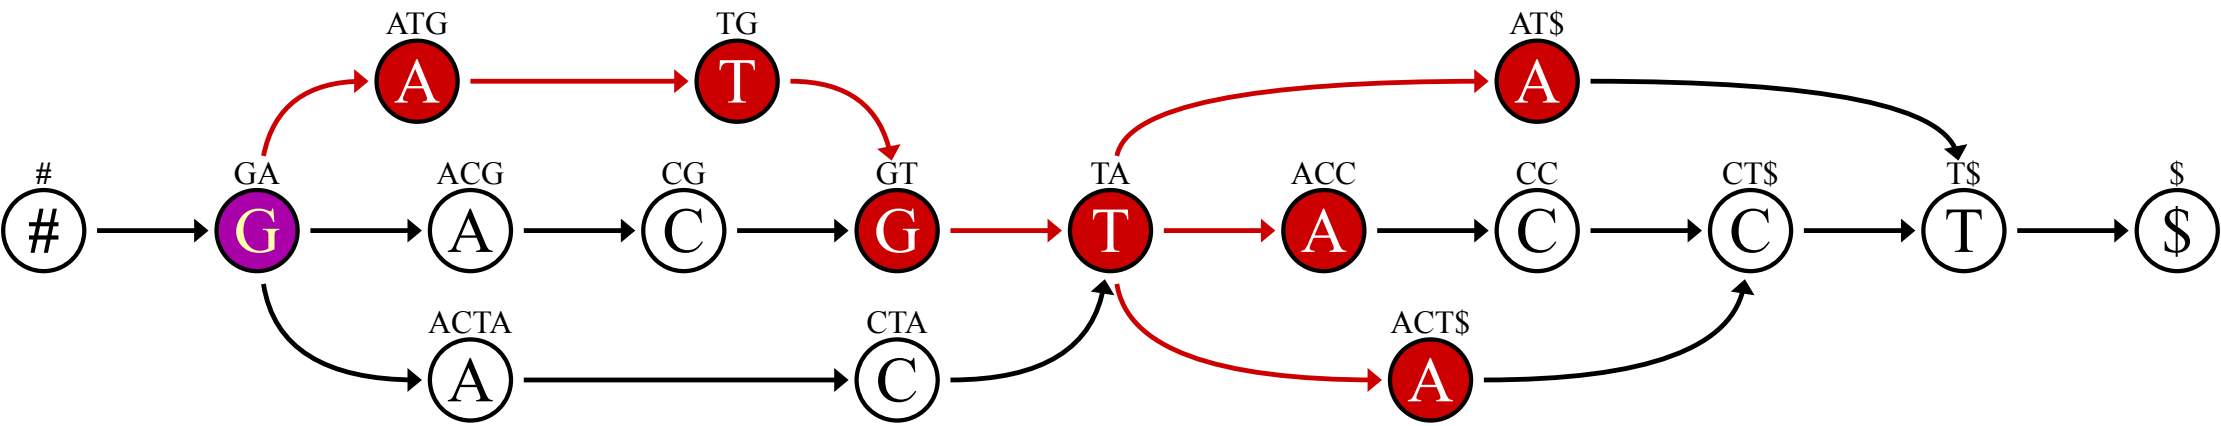 ATG TG AT$
A T A
# GA ACG CG GT TA ACC CC CT$ T$ $
# G A C G T A C C T $
ACTA CTA ACT$
A C A